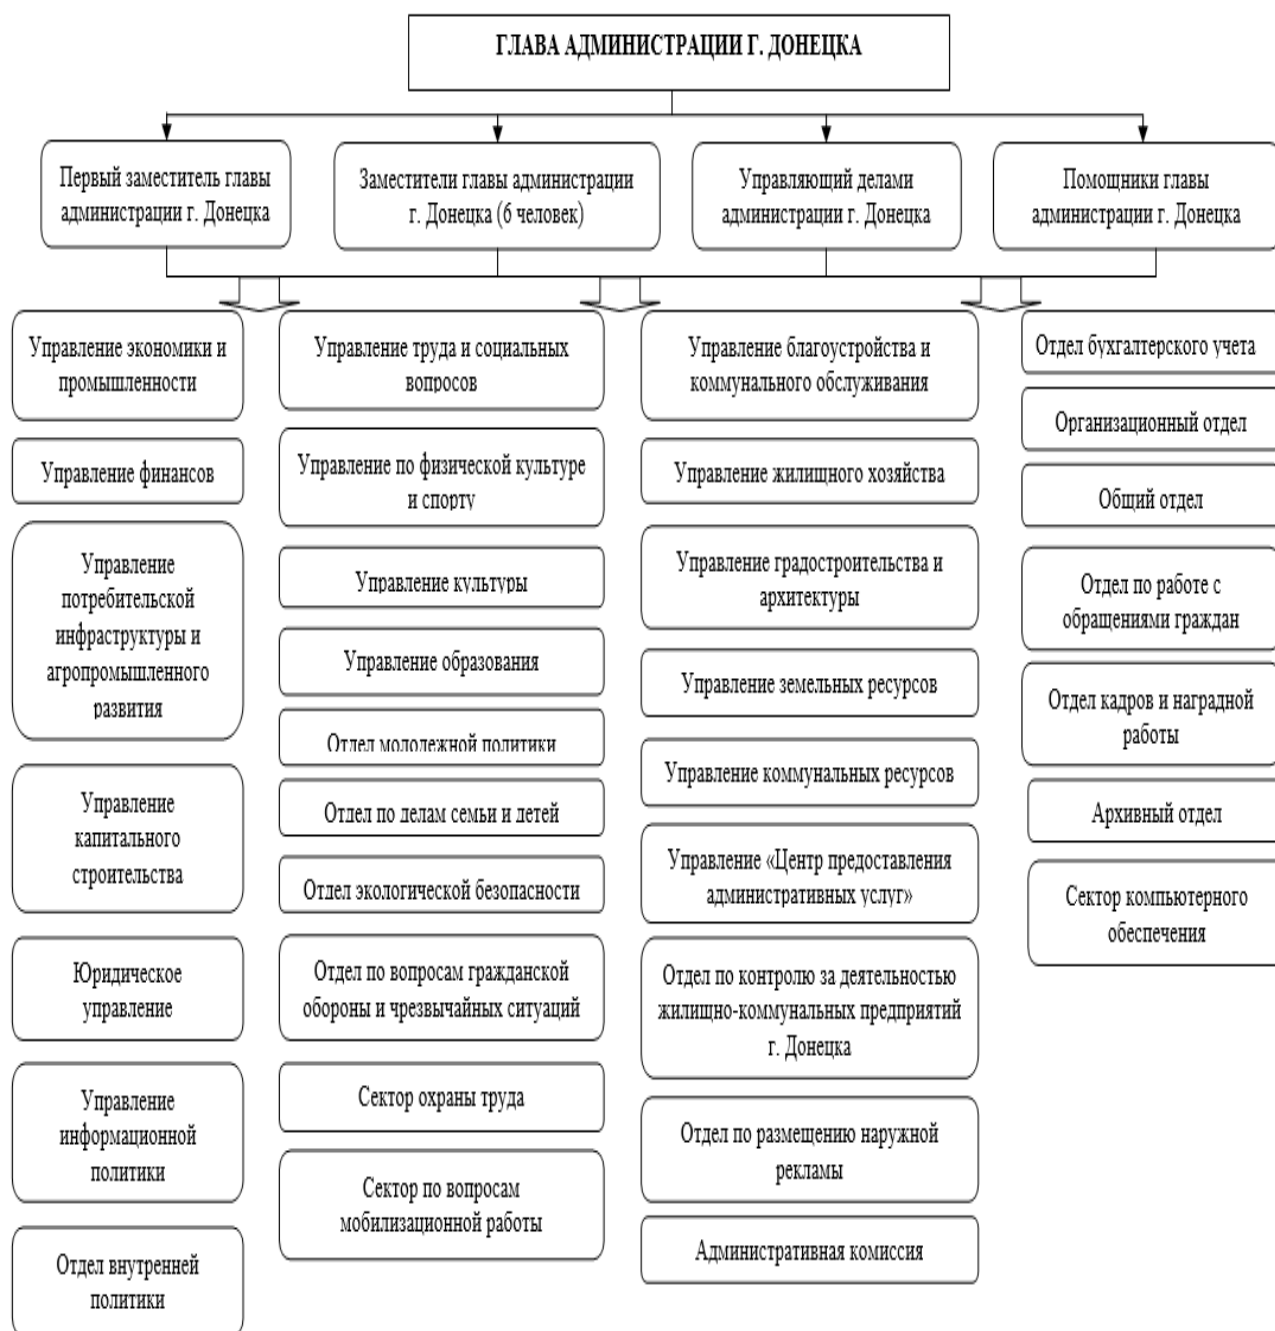 ГЛАВА АДМИНИСТРАЦИИ Г. ДОНЕЦКА
Первый заместитель главы
администрации г. Донецка
Заместители главы администрации
г. Донецка (6 человек)
Управляющий делами
администрации г. Донецка
Помощники главы
администрации г. Донецка
Управление экономики и
промышленности
Управление финансов
Управление
потребительской
инфраструктуры и
агропромышленного
развития
Управление
капитального
строительства
Юридическое
управление
Управление
информационной
политики
Отдел внутренней
политики
Управление труда и социальных
вопросов
Управление по физической культуре
и спорту
Управление культуры
Управление образования
Отдел молодежной политики
Отдел по делам семьи и детей
Отдел экологической безопасности
Отдел по вопросам гражданской
обороны и чрезвычайных ситуаций
Сектор охраны труда
Сектор по вопросам
мобилизационной работы
Управление благоустройства и
коммунального обслуживания
Управление жилищного хозяйства
Управление градостроительства и
архитектуры
Управление земельных ресурсов
Управление коммунальных ресурсов
Управление «Центр предоставления
административных услуг»
Отдел по контролю за деятельностью
жилищно-коммунальных предприятий
г. Донецка
Отдел по размещению наружной
рекламы
Административная комиссия
Отдел бухгалтерского учета
Организационный отдел
Общий отдел
Отдел по работе с
обращениями граждан
Отдел кадров и наградной
работы
Архивный отдел
Сектор компьютерного
обеспечения